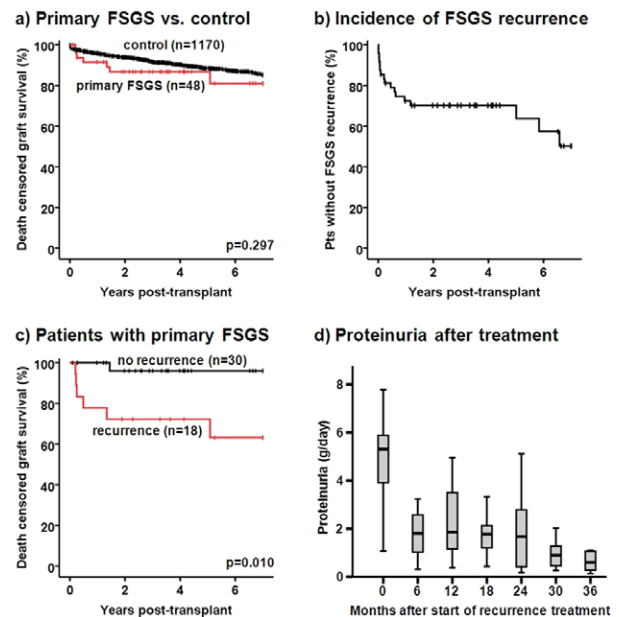 a) Primary FSGS vs. control
Death censored graft survival (%)
100
80
60
40
20
0
control (n=1170)
primary FSGS (n=48)
p=0.297
0 2 4 6
Years post-transplant
b) Incidence of FSGS recurrence
Pts without FSGS recurrence (%)
100
80
60
40
20
0
0 2 4 6
Years post-transplant
c) Patients with primary FSGS
Death censored graft survival (%)
100
80
60
40
20
0
no recurrence (n=30)
recurrence (n=18)
p=0.010
0 2 4 6
Years post-transplant
d) Proteinuria after treatment
Proteinuria (g/day)
8
6
4
2
0
0 6 12 18 24 30 36
Months after start of recurrence treatment